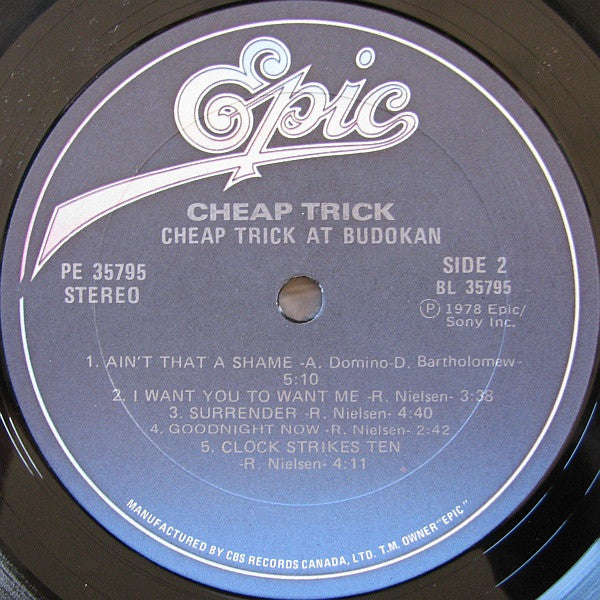 Epic
CHEAP TRICK
CHEAP TRICK AT BUDOKAN
PE 35795
STEREO
SIDE 2
BL 35795
Ⓟ 1978 Epic/
Sony Inc.
1. AIN'T THAT A SHAME -A. Domino-D. Bartholomew-
5:10
2. I WANT YOU TO WANT ME -R. Nielsen- 3:38
3. SURRENDER -R. Nielsen- 4:40
4. GOODNIGHT NOW -R. Nielsen- 2:42
5. CLOCK STRIKES TEN
-R. Nielsen- 4:11
MANUFACTURED BY CBS RECORDS CANADA, LTD. T.M. OWNER "EPIC"